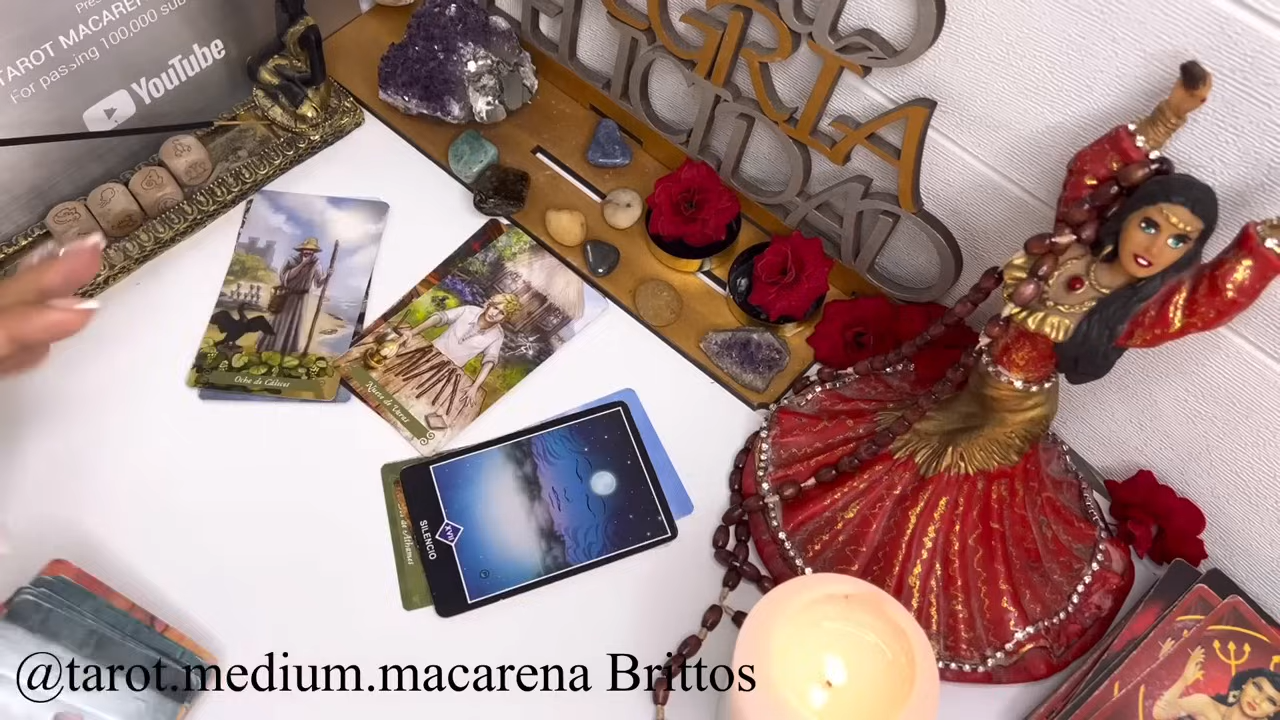 TAROT MACAREN
For passing 100,000 sub
YouTube
FELICIDAD
Ocho de Cálices
Nueve de Varas
SILENCIO
XVII
@tarot.medium.macarena Brittos